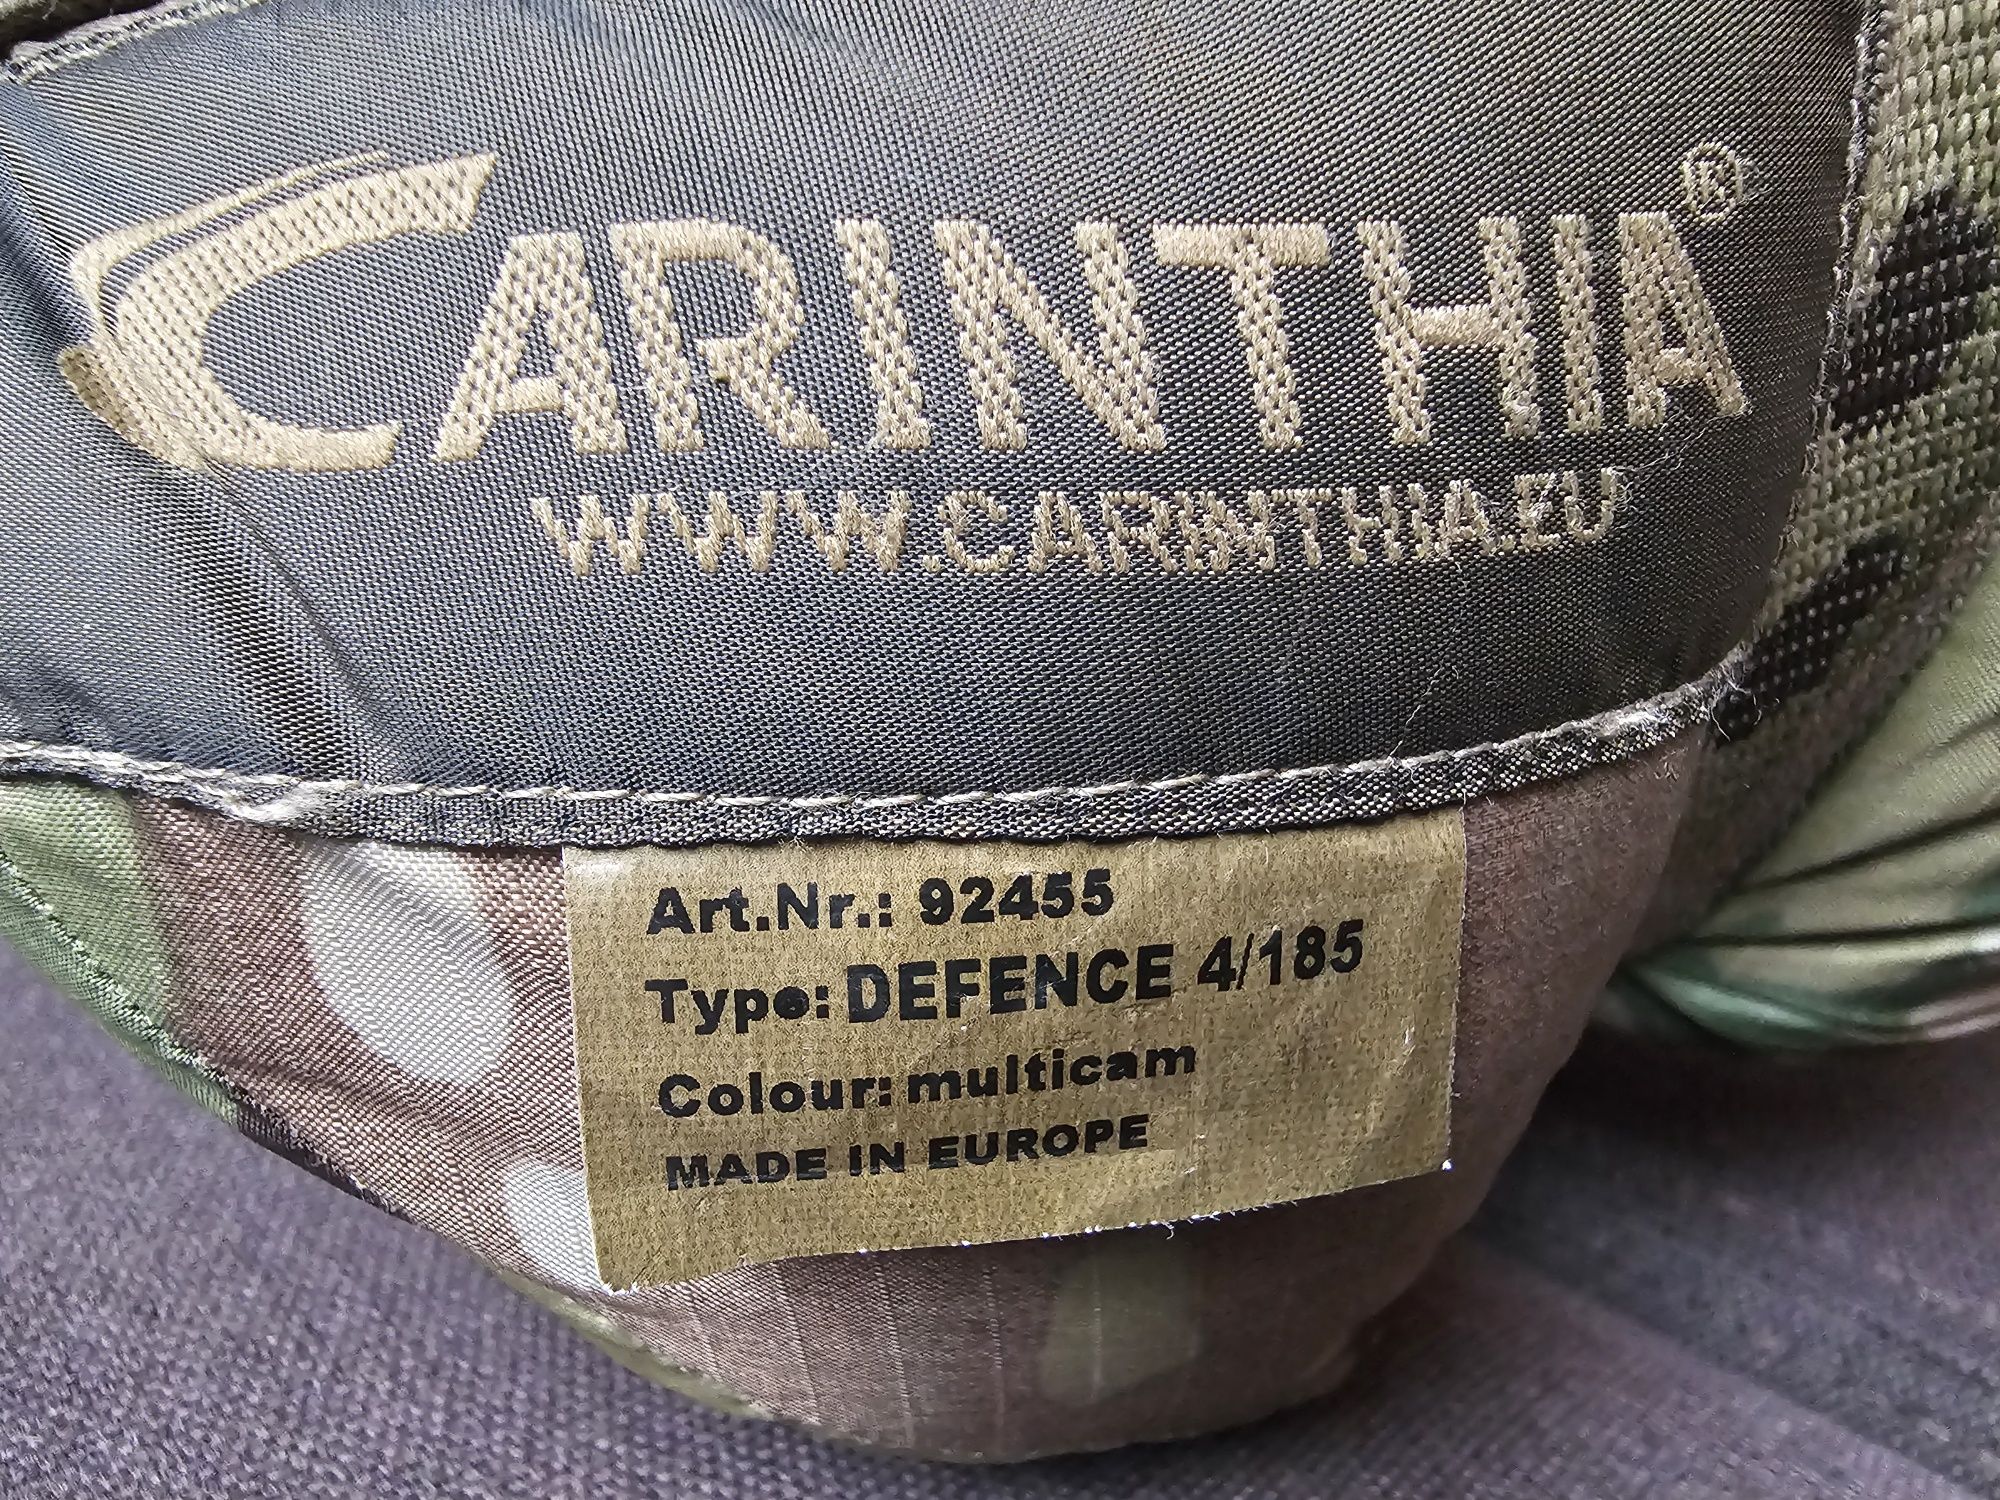 CARINTHIA®
WWW.CARINTHIA.EU
Art.Nr.: 92455
Type: DEFENCE 4/185
Colour: multicam
MADE IN EUROPE